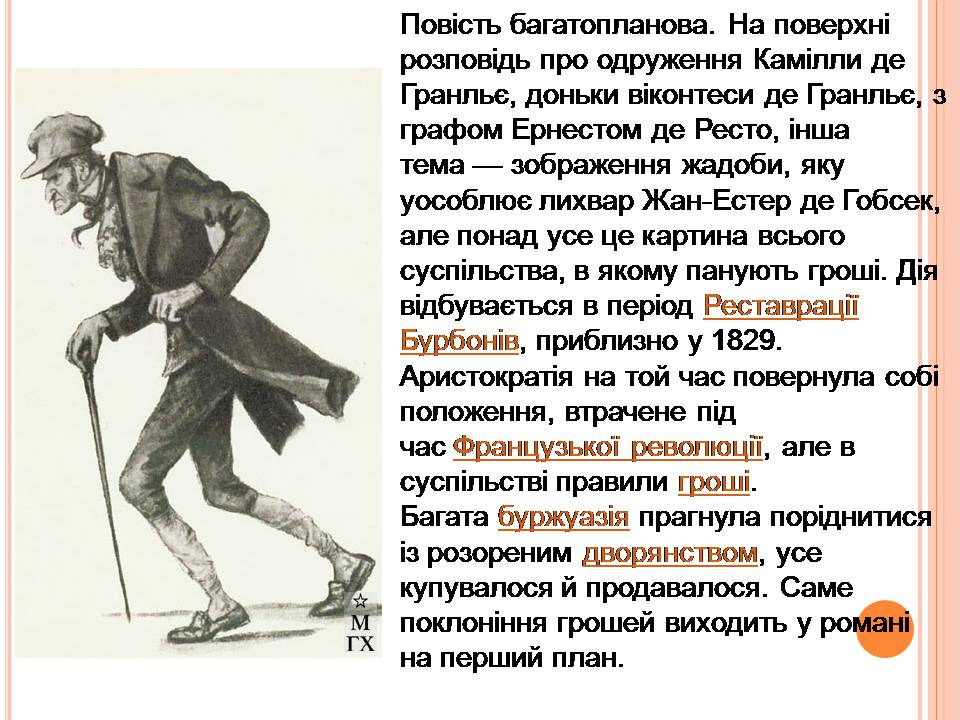 Повість багатопланова. На поверхні
розповідь про одруження Камілли де
Гранльє, доньки віконтеси де Гранльє, з
графом Ернестом де Ресто, інша
тема — зображення жадоби, яку
уособлює лихвар Жан-Естер де Гобсек,
але понад усе це картина всього
суспільства, в якому панують гроші. Дія
відбувається в період Реставрації
Бурбонів, приблизно у 1829.
Аристократія на той час повернула собі
положення, втрачене під
час Французької революції, але в
суспільстві правили гроші.
Багата буржуазія прагнула поріднитися
із розореним дворянством, усе
купувалося й продавалося. Саме
поклоніння грошей виходить у романі
на перший план.
М
ГХ